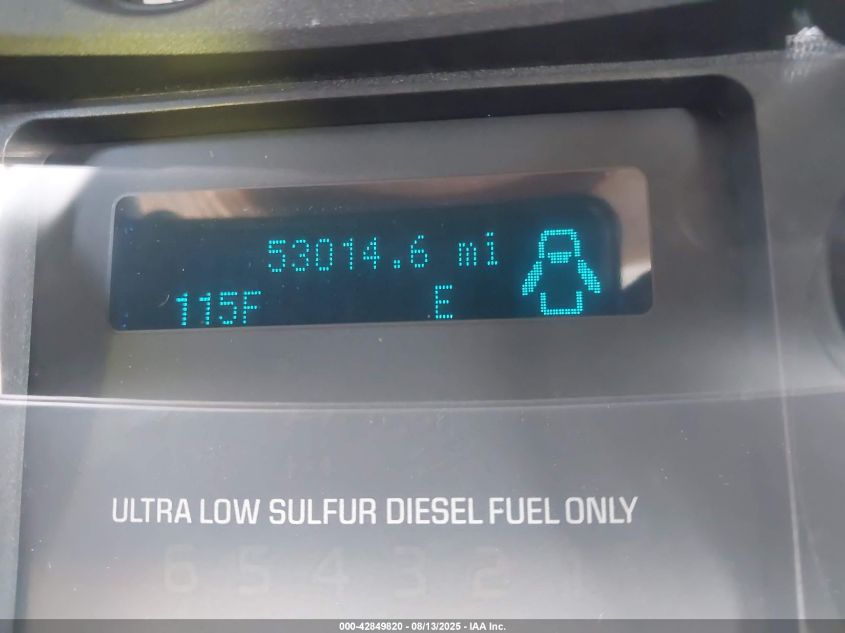 53014.6 mi
115F E
ULTRA LOW SULFUR DIESEL FUEL ONLY
6 5 4 3 2 1
000-42849820 - 08/13/2025 - IAA Inc.